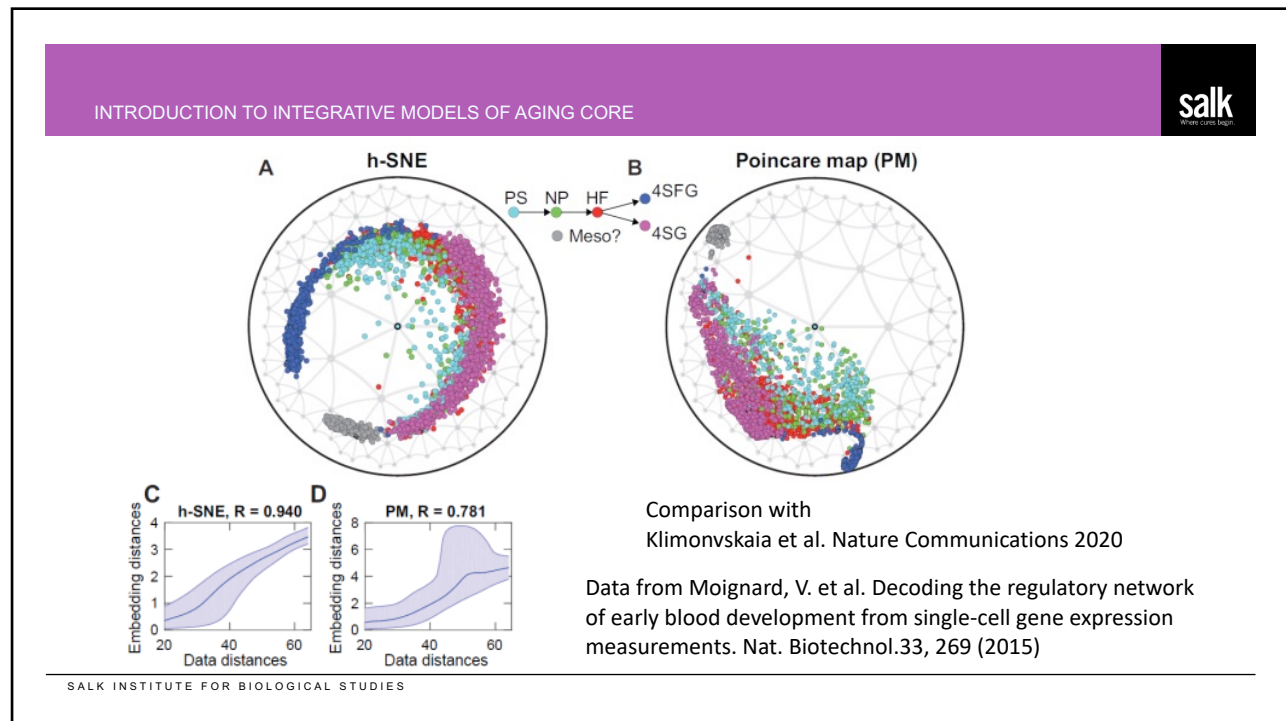 INTRODUCTION TO INTEGRATIVE MODELS OF AGING CORE
salk
Where cures begin.
A
h-SNE
B
Poincare map (PM)
PS
NP
HF
4SFG
4SG
Meso?
C
h-SNE, R = 0.940
Embedding distances
4
3
2
1
0
20
40
60
Data distances
D
PM, R = 0.781
Embedding distances
8
6
4
2
0
20
40
60
Data distances
Comparison with
Klimonvskaia et al. Nature Communications 2020
Data from Moignard, V. et al. Decoding the regulatory network
of early blood development from single-cell gene expression
measurements. Nat. Biotechnol.33, 269 (2015)
SALK INSTITUTE FOR BIOLOGICAL STUDIES